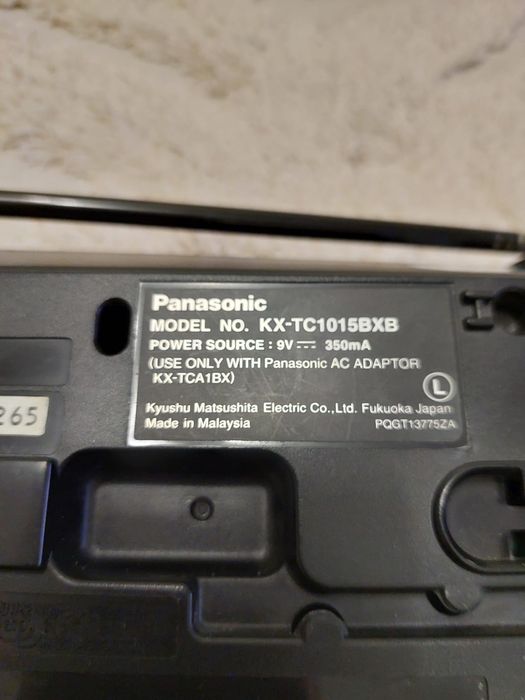 Panasonic
MODEL NO. KX-TC1015BXB
POWER SOURCE : 9V ⎓ 350mA
(USE ONLY WITH Panasonic AC ADAPTOR
KX-TCA1BX)
L
Kyushu Matsushita Electric Co.,Ltd. Fukuoka Japan
Made in Malaysia PQGT13775ZA
265